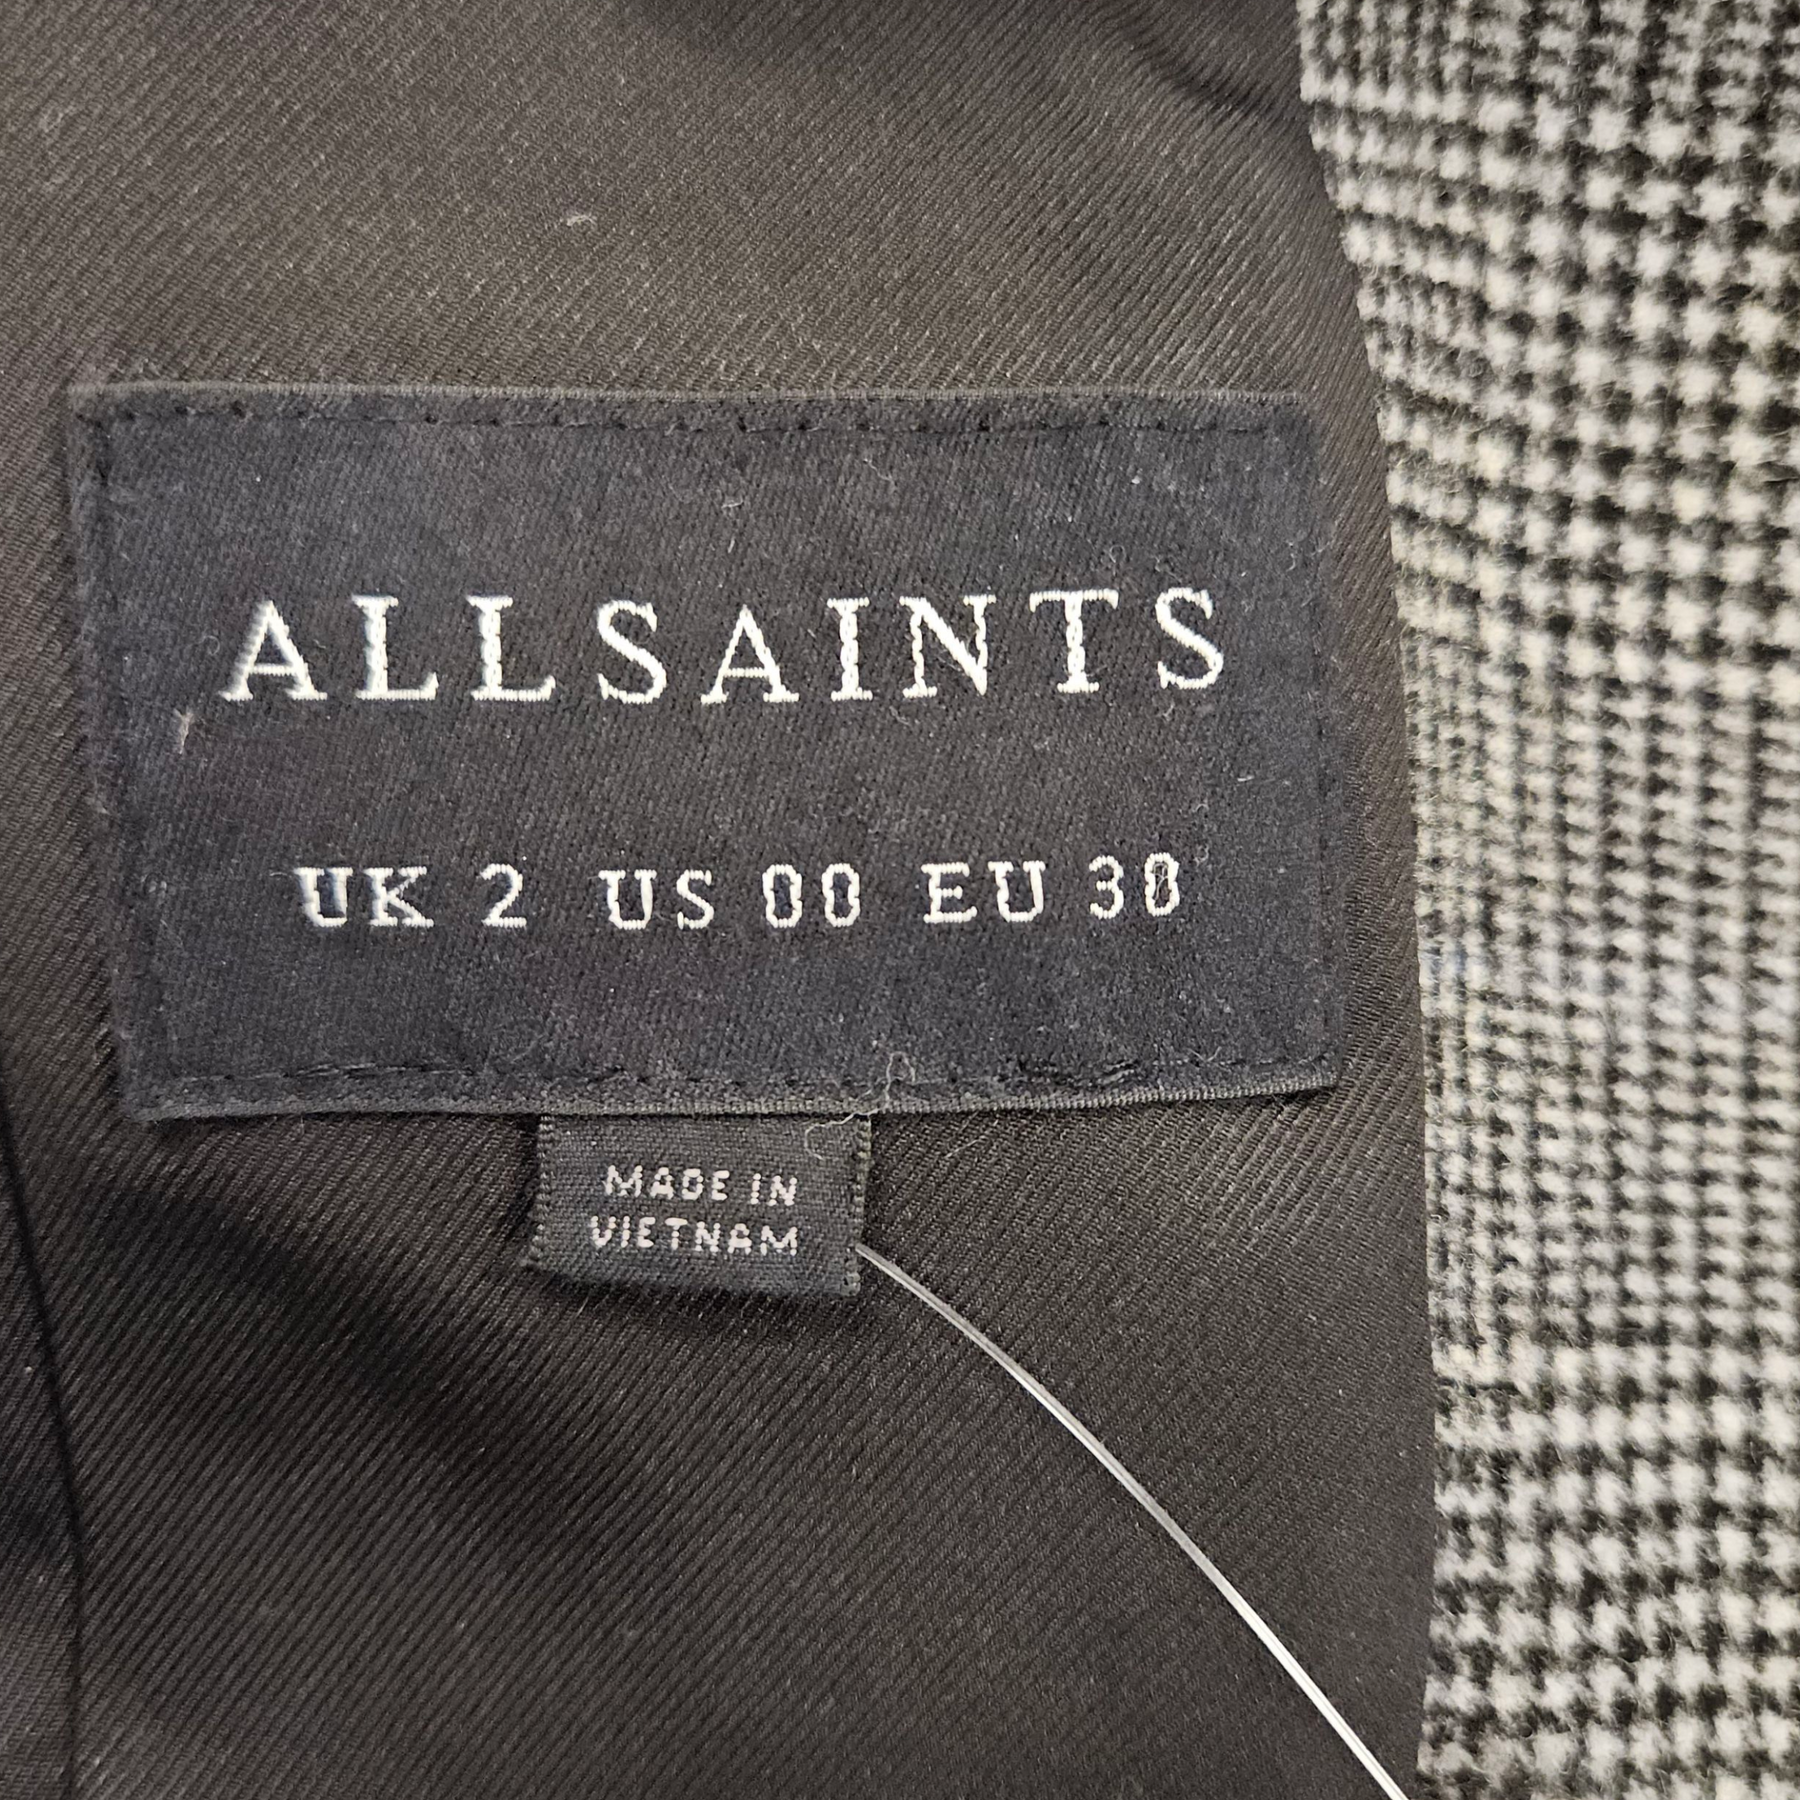 ALLSAINTS
UK 2 US 00 EU 30
MADE IN
VIETNAM